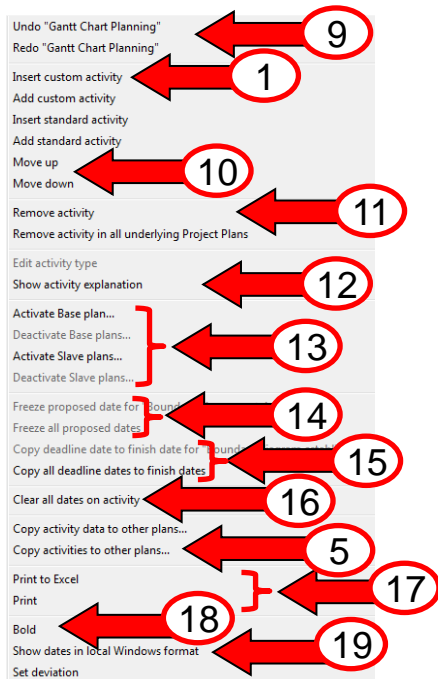 Undo "Gantt Chart Planning"
9
Redo "Gantt Chart Planning"
Insert custom activity
1
Add custom activity
Insert standard activity
Add standard activity
Move up
10
Move down
Remove activity
11
Remove activity in all underlying Project Plans
Edit activity type
Show activity explanation
12
Activate Base plan...
Deactivate Base plans...
13
Activate Slave plans...
Deactivate Slave plans...
Freeze proposed date for
14
Freeze all proposed dates
Copy deadline date to finish date for
15
Copy all deadline dates to finish dates
Clear all dates on activity
16
Copy activity data to other plans...
Copy activities to other plans...
5
Print to Excel
17
Print
Bold
18
Show dates in local Windows format
19
Set deviation